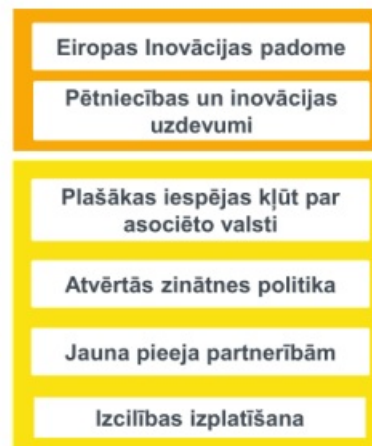 Eiropas Inovācijas padome
Pētniecības un inovācijas
uzdevumi
Plašākas iespējas kļūt par
asociēto valsti
Atvērtās zinātnes politika
Jauna pieeja partnerībām
Izcilības izplatīšana